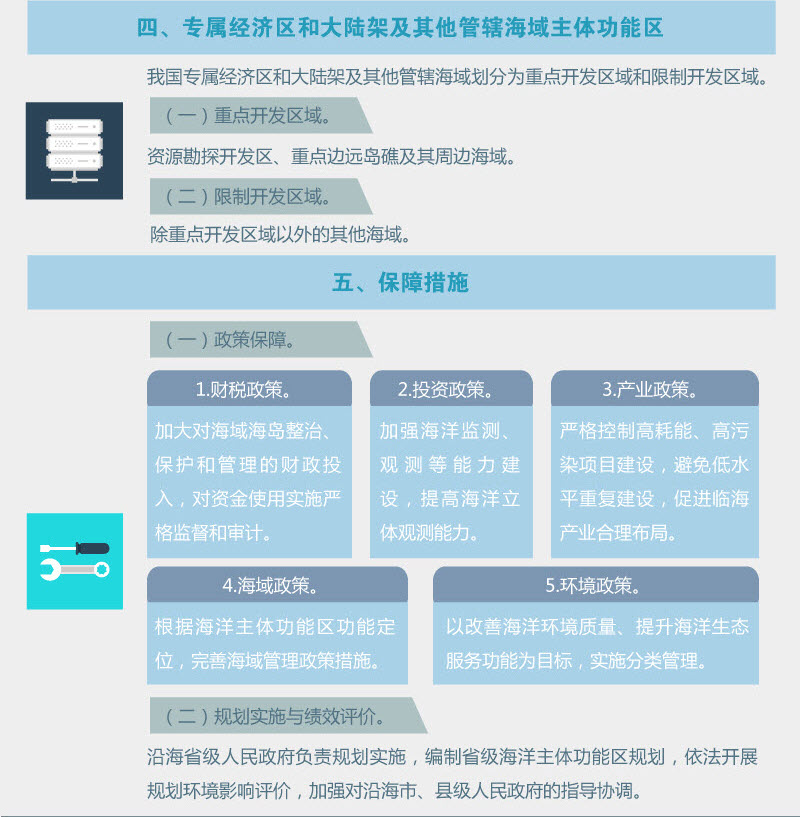 四、专属经济区和大陆架及其他管辖海域主体功能区
我国专属经济区和大陆架及其他管辖海域划分为重点开发区域和限制开发区域。
（一）重点开发区域。
资源勘探开发区、重点边远岛礁及其周边海域。
（二）限制开发区域。
除重点开发区域以外的其他海域。
五、保障措施
（一）政策保障。
1.财税政策。
加大对海域海岛整治、
保护和管理的财政投
入，对资金使用实施严
格监督和审计。
2.投资政策。
加强海洋监测、
观测等能力建
设，提高海洋立
体观测能力。
3.产业政策。
严格控制高耗能、高污
染项目建设，避免低水
平重复建设，促进临海
产业合理布局。
4.海域政策。
根据海洋主体功能区功能定
位，完善海域管理政策措施。
5.环境政策。
以改善海洋环境质量、提升海洋生态
服务功能为目标，实施分类管理。
（二）规划实施与绩效评价。
沿海省级人民政府负责规划实施，编制省级海洋主体功能区规划，依法开展
规划环境影响评价，加强对沿海市、县级人民政府的指导协调。